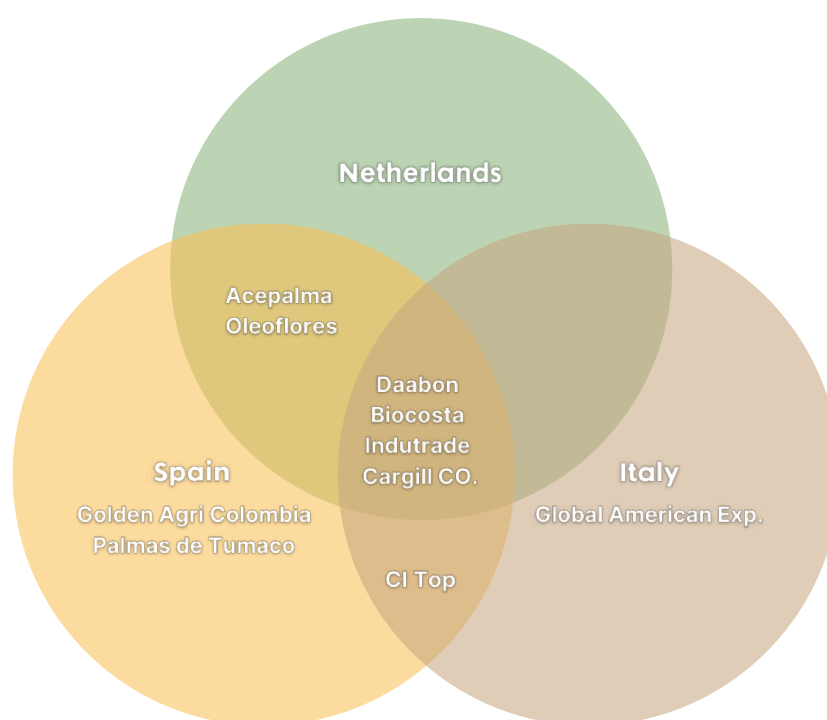 Netherlands
Acepalma
Oleoflores
Daabon
Biocosta
Indutrade
Cargill CO.
Spain
Golden Agri Colombia
Palmas de Tumaco
Italy
Global American Exp.
CI Top